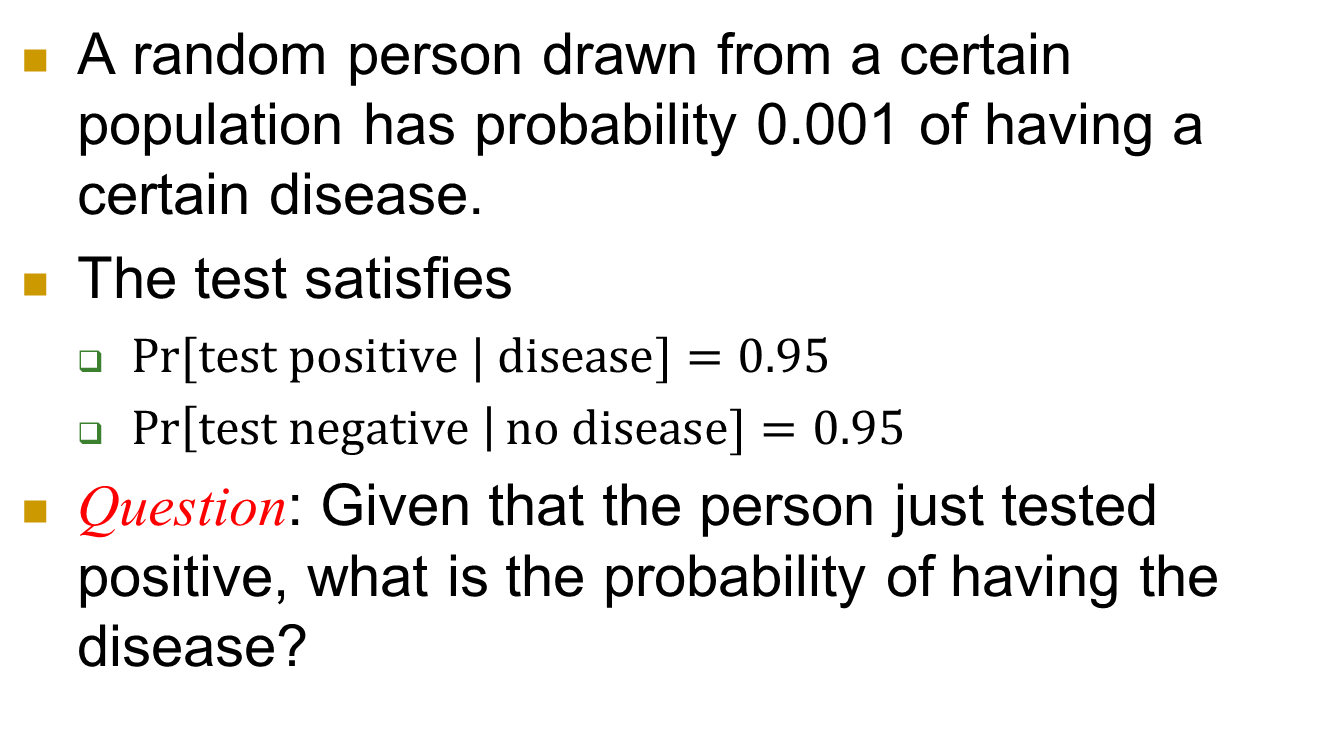 A random person drawn from a certain
population has probability 0.001 of having a
certain disease.
The test satisfies
Pr[test positive | disease] = 0.95
Pr[test negative | no disease] = 0.95
Question: Given that the person just tested
positive, what is the probability of having the
disease?